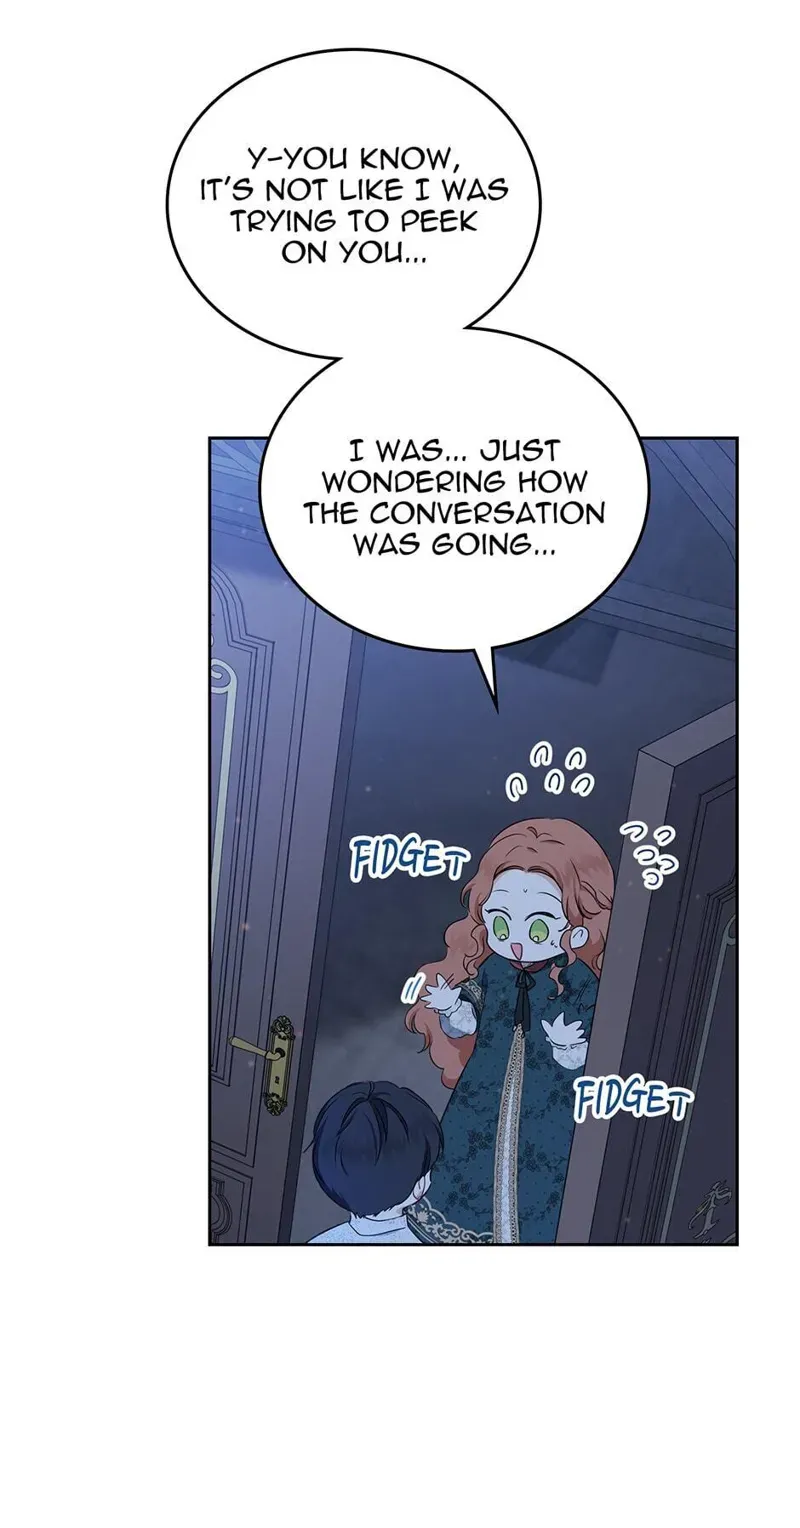 Y-YOU KNOW,
IT'S NOT LIKE I WAS
TRYING TO PEEK
ON YOU...
I WAS... JUST
WONDERING HOW
THE CONVERSATION
WAS GOING...
FIDGET
FIDGET